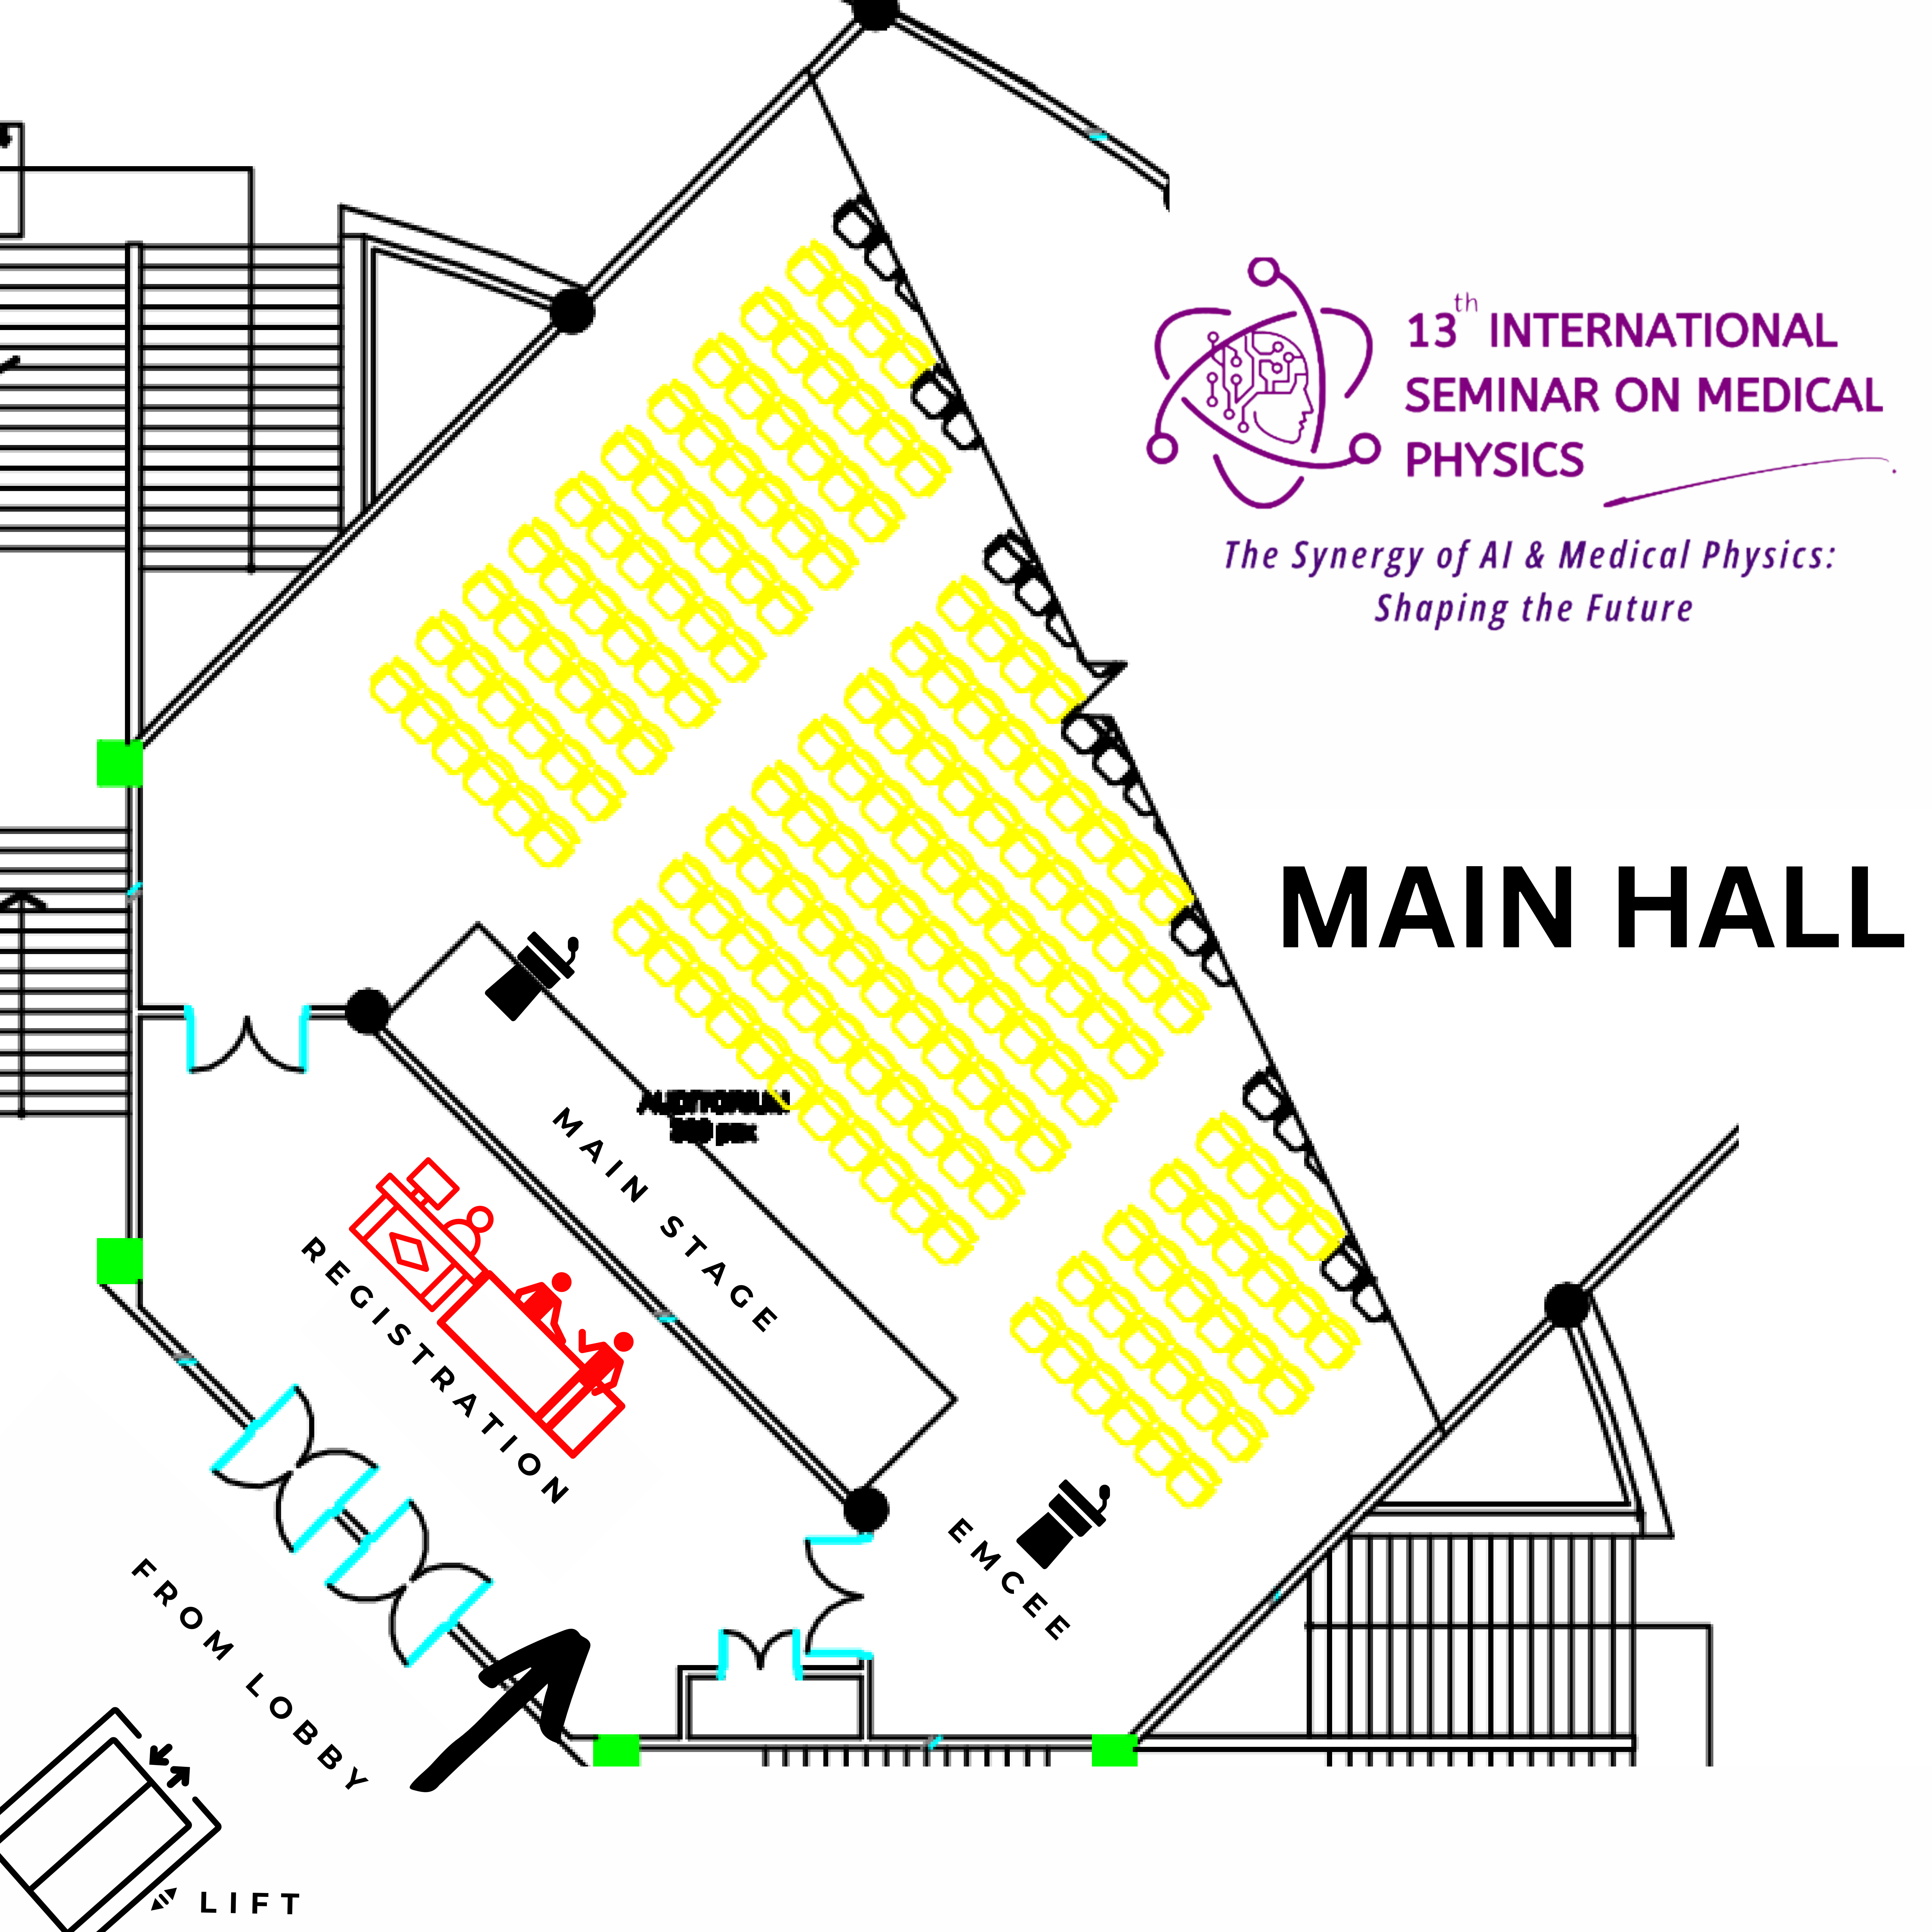 13th INTERNATIONAL
SEMINAR ON MEDICAL
PHYSICS
The Synergy of AI & Medical Physics:
Shaping the Future
MAIN HALL
MAIN STAGE
REGISTRATION
EMCEE
FROM LOBBY
LIFT